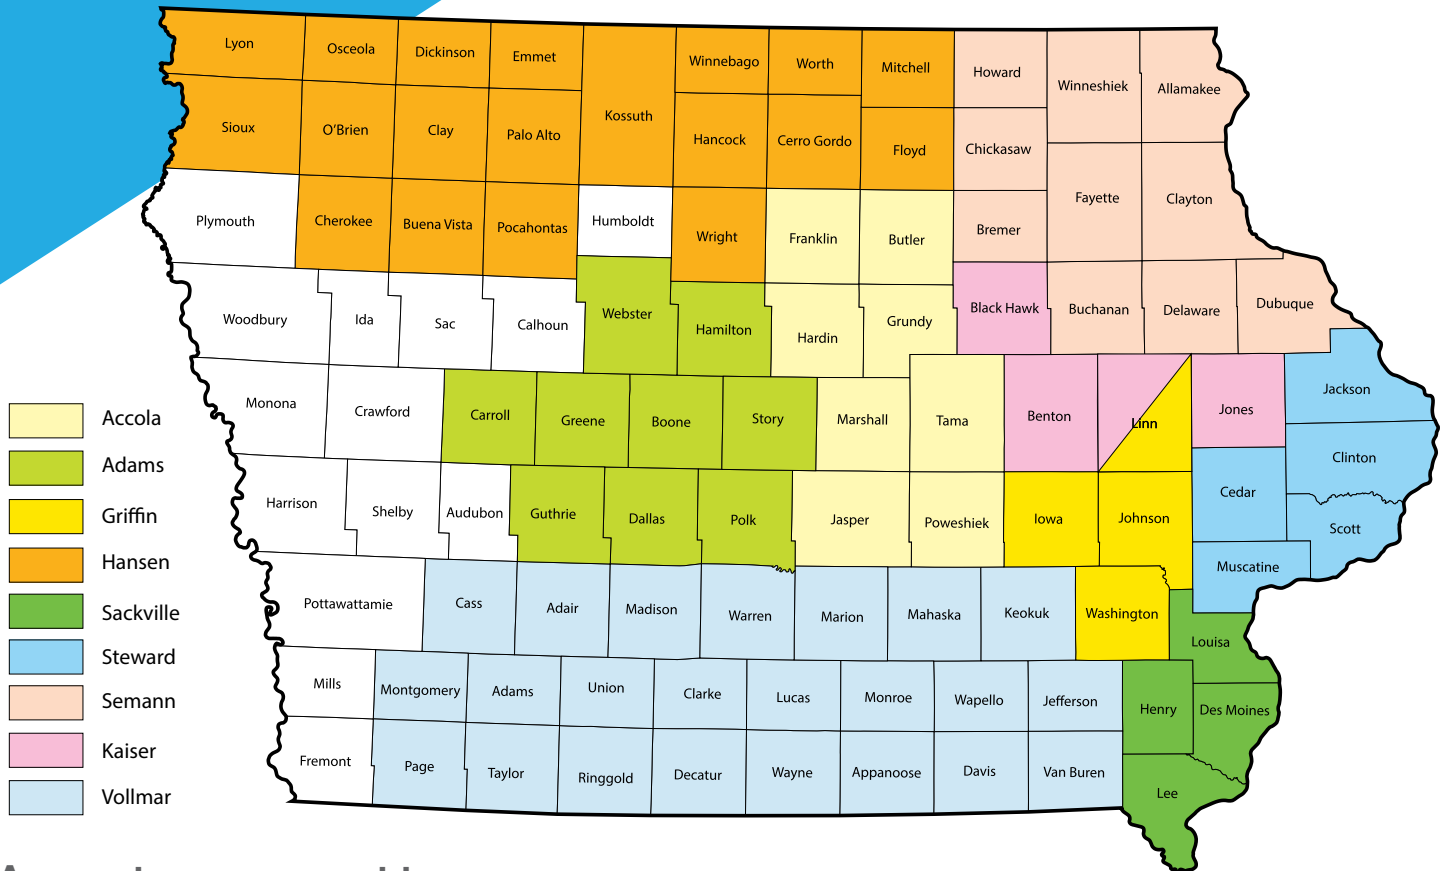 Lyon
Osceola
Dickinson
Emmet
Kossuth
Winnebago
Worth
Mitchell
Howard
Winneshiek
Allamakee
Sioux
O'Brien
Clay
Palo Alto
Hancock
Cerro Gordo
Floyd
Chickasaw
Plymouth
Cherokee
Buena Vista
Pocahontas
Humboldt
Wright
Franklin
Butler
Bremer
Fayette
Clayton
Woodbury
Ida
Sac
Calhoun
Webster
Hamilton
Hardin
Grundy
Black Hawk
Buchanan
Delaware
Dubuque
Monona
Crawford
Carroll
Greene
Boone
Story
Marshall
Tama
Benton
Linn
Jones
Jackson
Clinton
Harrison
Shelby
Audubon
Guthrie
Dallas
Polk
Jasper
Poweshiek
Iowa
Johnson
Cedar
Scott
Muscatine
Pottawattamie
Cass
Adair
Madison
Warren
Marion
Mahaska
Keokuk
Washington
Louisa
Mills
Montgomery
Adams
Union
Clarke
Lucas
Monroe
Wapello
Jefferson
Henry
Des Moines
Fremont
Page
Taylor
Ringgold
Decatur
Wayne
Appanoose
Davis
Van Buren
Lee
Accola
Adams
Griffin
Hansen
Sackville
Steward
Semann
Kaiser
Vollmar